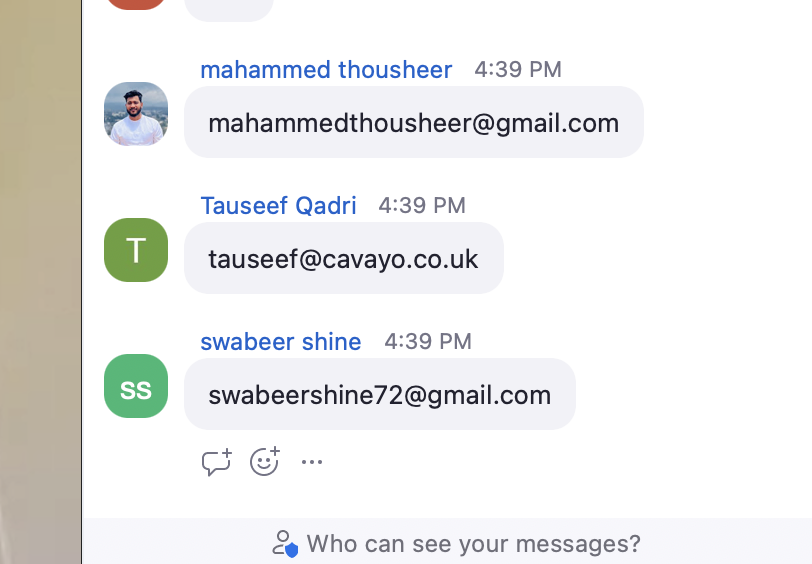 mahammed thousheer 4:39 PM
mahammedthousheer@gmail.com
Tauseef Qadri 4:39 PM
T
tauseef@cavayo.co.uk
swabeer shine 4:39 PM
SS
swabeershine72@gmail.com
Who can see your messages?